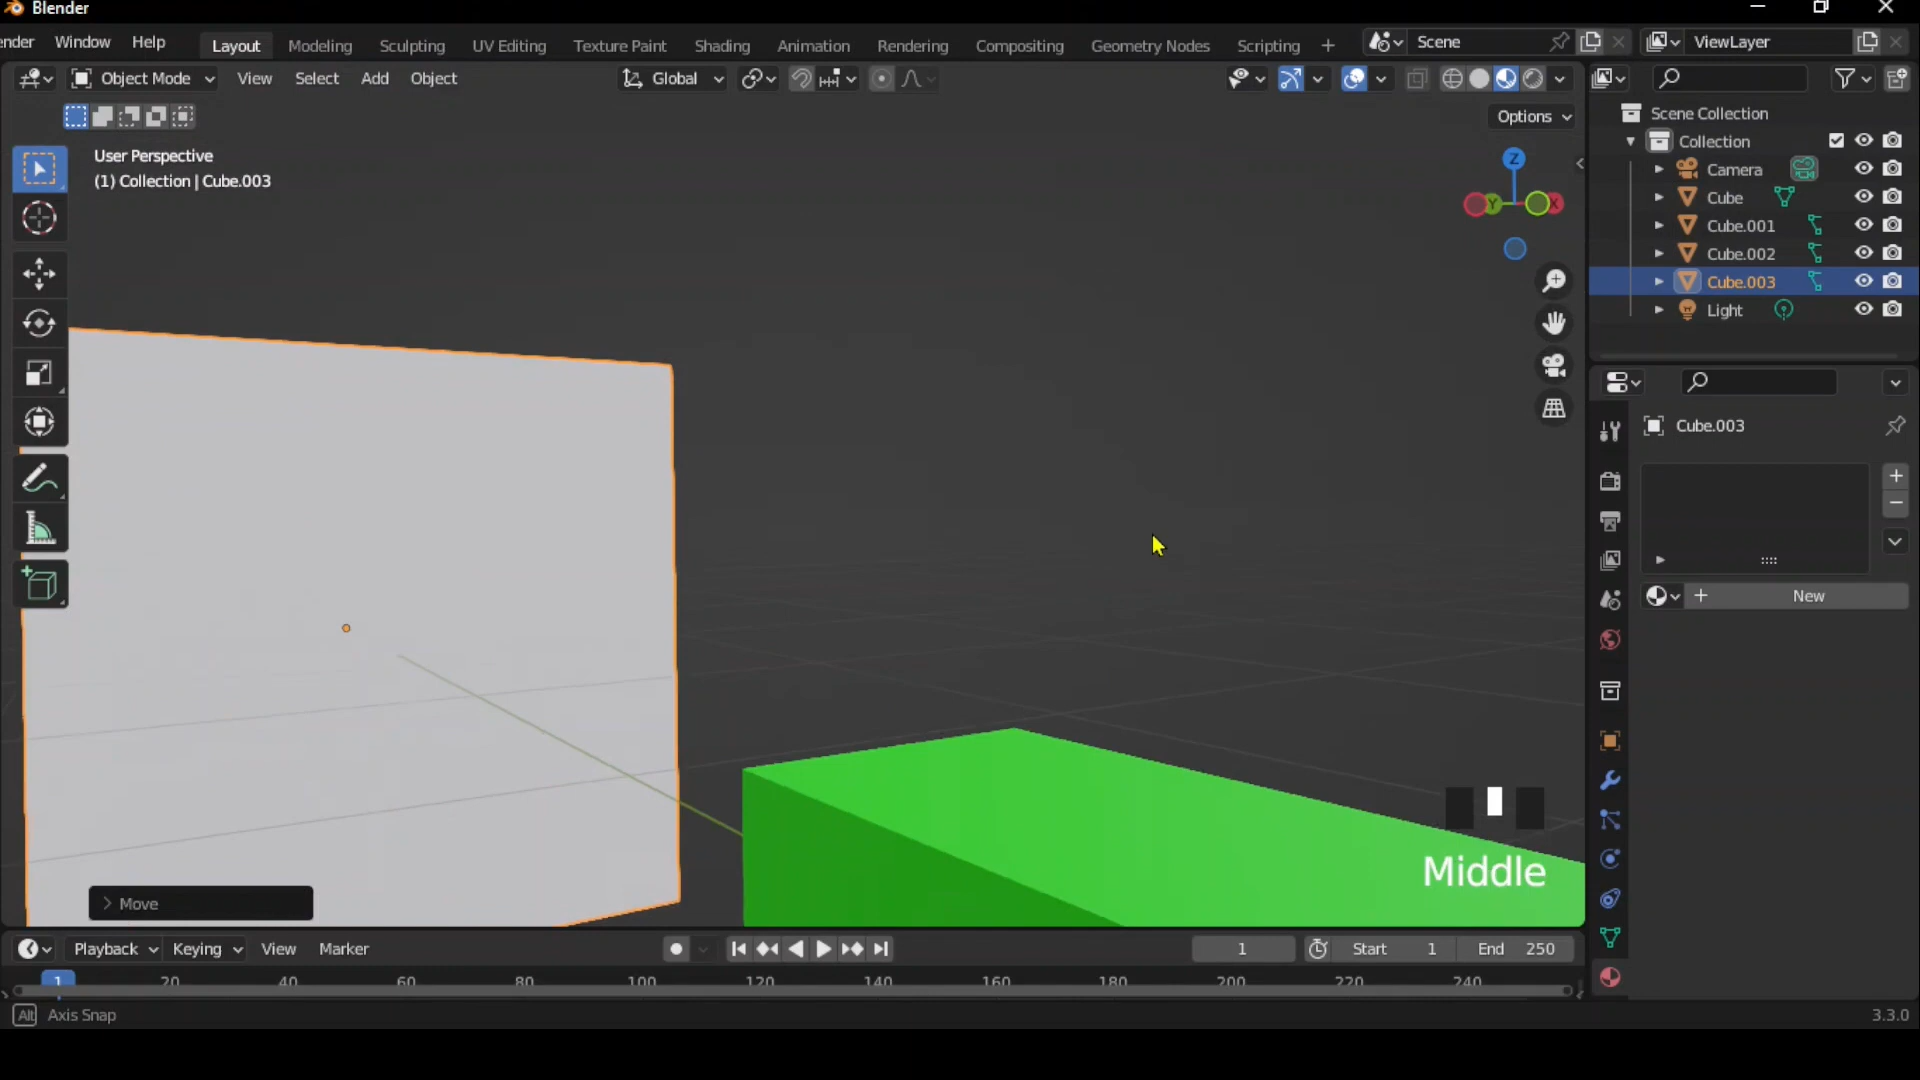 Blender
ender Window Help Layout Modeling Sculpting UV Editing Texture Paint Shading Animation Rendering Compositing Geometry Nodes Scripting + Scene ViewLayer
Object Mode View Select Add Object Global
Options
User Perspective
(1) Collection | Cube.003
Z
Y X
Scene Collection
Collection
Camera
Cube
Cube.001
Cube.002
Cube.003
Light
Cube.003
+ New
Middle
> Move
Playback Keying View Marker 1 Start 1 End 250
1 20 40 60 80 100 120 140 160 180 200 220 240
Alt Axis Snap 3.3.0